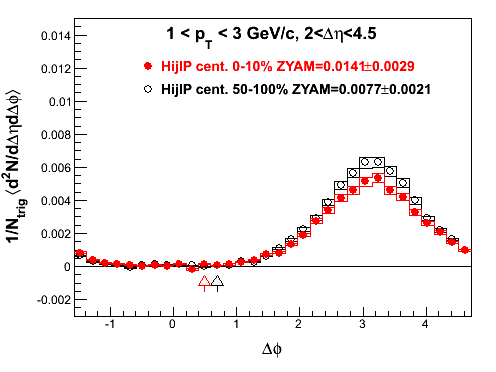 1 < p_T < 3 GeV/c, 2<Δη<4.5
HijIP cent. 0-10% ZYAM=0.0141±0.0029
HijIP cent. 50-100% ZYAM=0.0077±0.0021
1/N_trig ⟨d²N/dΔηdΔϕ⟩
0.014
0.012
0.01
0.008
0.006
0.004
0.002
0
-0.002
-1 0 1 2 3 4
Δϕ